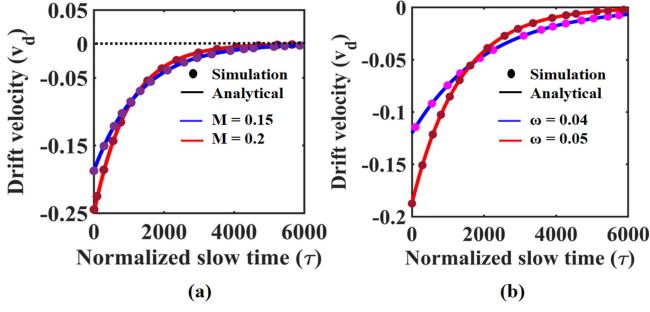 0.05
0
-0.05
-0.15
-0.25
Drift velocity (v_d)
Simulation
Analytical
M = 0.15
M = 0.2
0 2000 4000 6000
Normalized slow time (τ)
(a)
0
-0.05
-0.1
-0.15
-0.2
Drift velocity (v_d)
Simulation
Analytical
ω = 0.04
ω = 0.05
0 2000 4000 6000
Normalized slow time (τ)
(b)